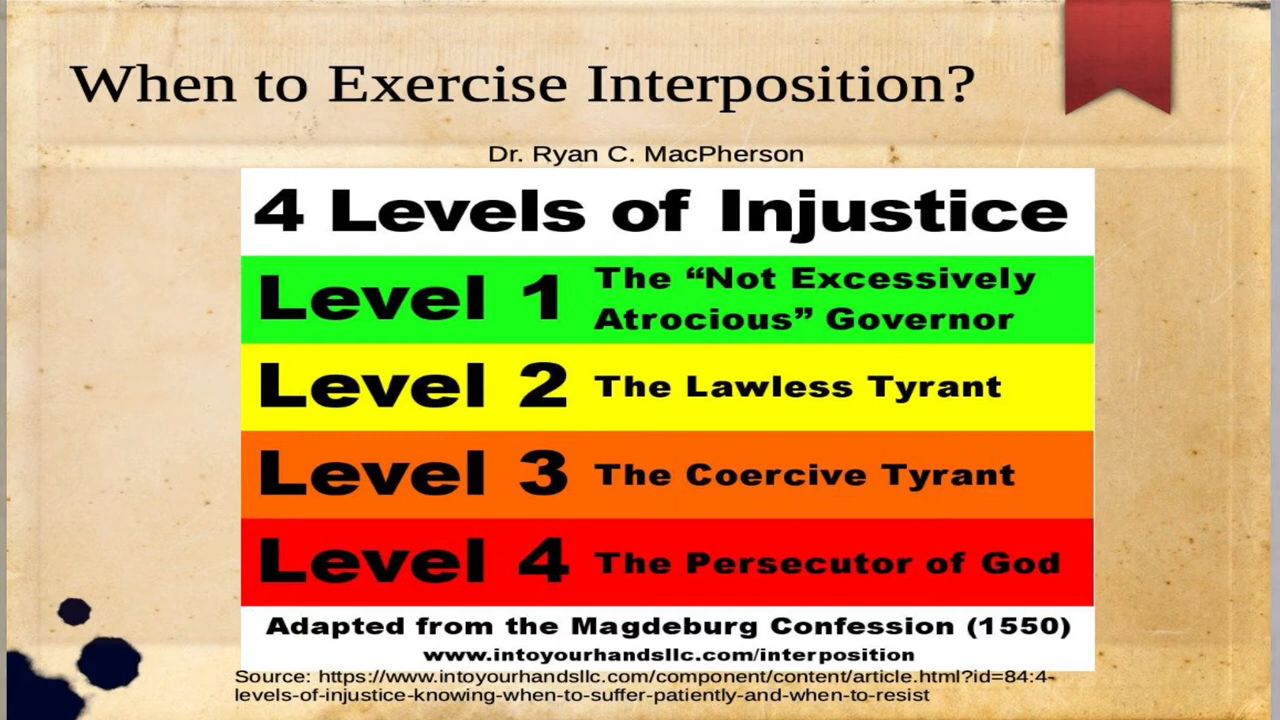 When to Exercise Interposition?
Dr. Ryan C. MacPherson
4 Levels of Injustice
Level 1 The “Not Excessively
Atrocious” Governor
Level 2 The Lawless Tyrant
Level 3 The Coercive Tyrant
Level 4 The Persecutor of God
Adapted from the Magdeburg Confession (1550)
www.intoyourhandsllc.com/interposition
Source: https://www.intoyourhandsllc.com/component/content/article.html?id=84:4-
levels-of-injustice-knowing-when-to-suffer-patiently-and-when-to-resist